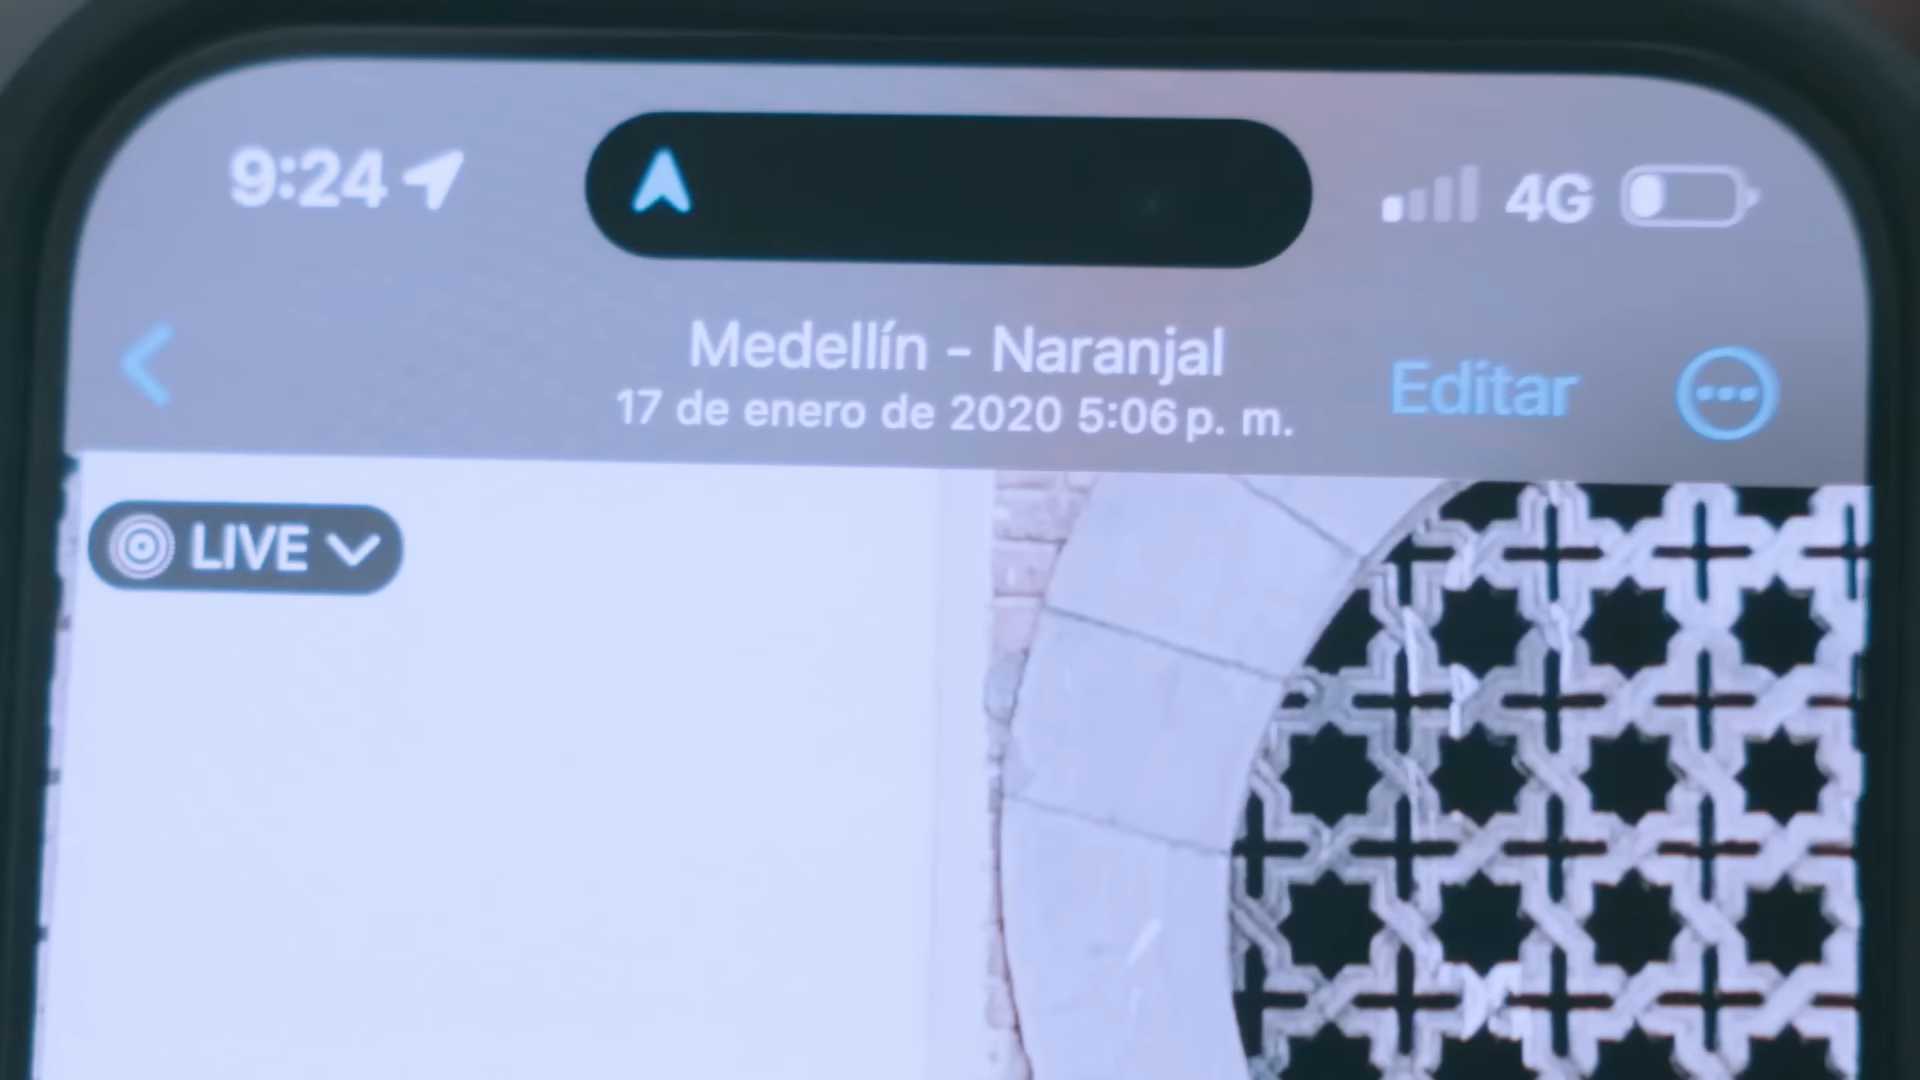 9:24
4G
Medellín - Naranjal
17 de enero de 2020 5:06 p. m.
Editar
LIVE